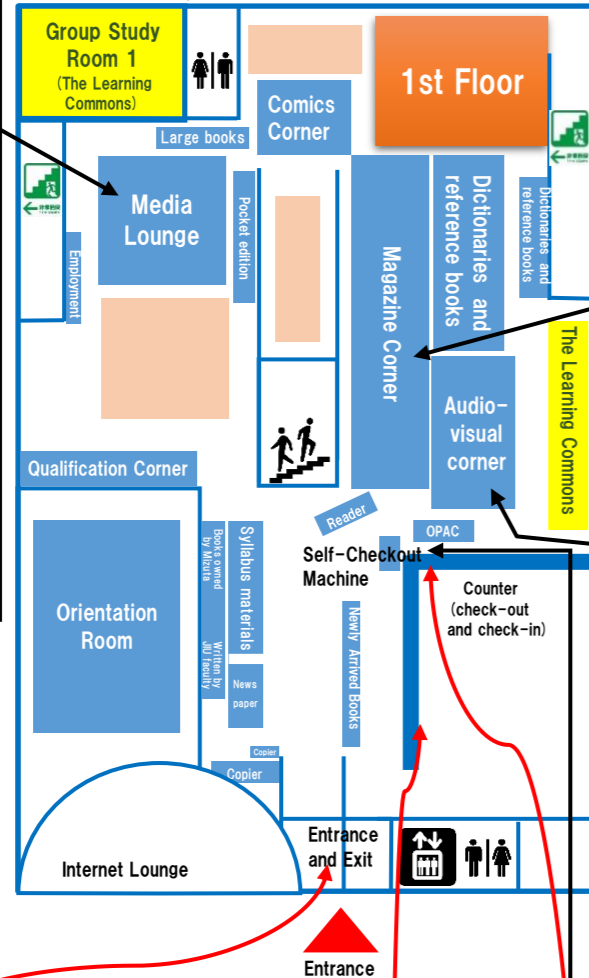 Group Study
Room 1
(The Learning
Commons)
1st Floor
Comics
Corner
Large books
Media
Lounge
Pocket edition
Employment
Magazine Corner
Dictionaries and
reference books
Dictionaries and
reference books
The Learning Commons
Audio-
visual
corner
Qualification Corner
Reader
OPAC
Self-Checkout
Machine
Counter
(check-out
and check-in)
Orientation
Room
Books owned
by Mizuta
Written by
JIU faculty
Syllabus materials
News
paper
Newly Arrived Books
Copier
Copier
Internet Lounge
Entrance
and Exit
Entrance